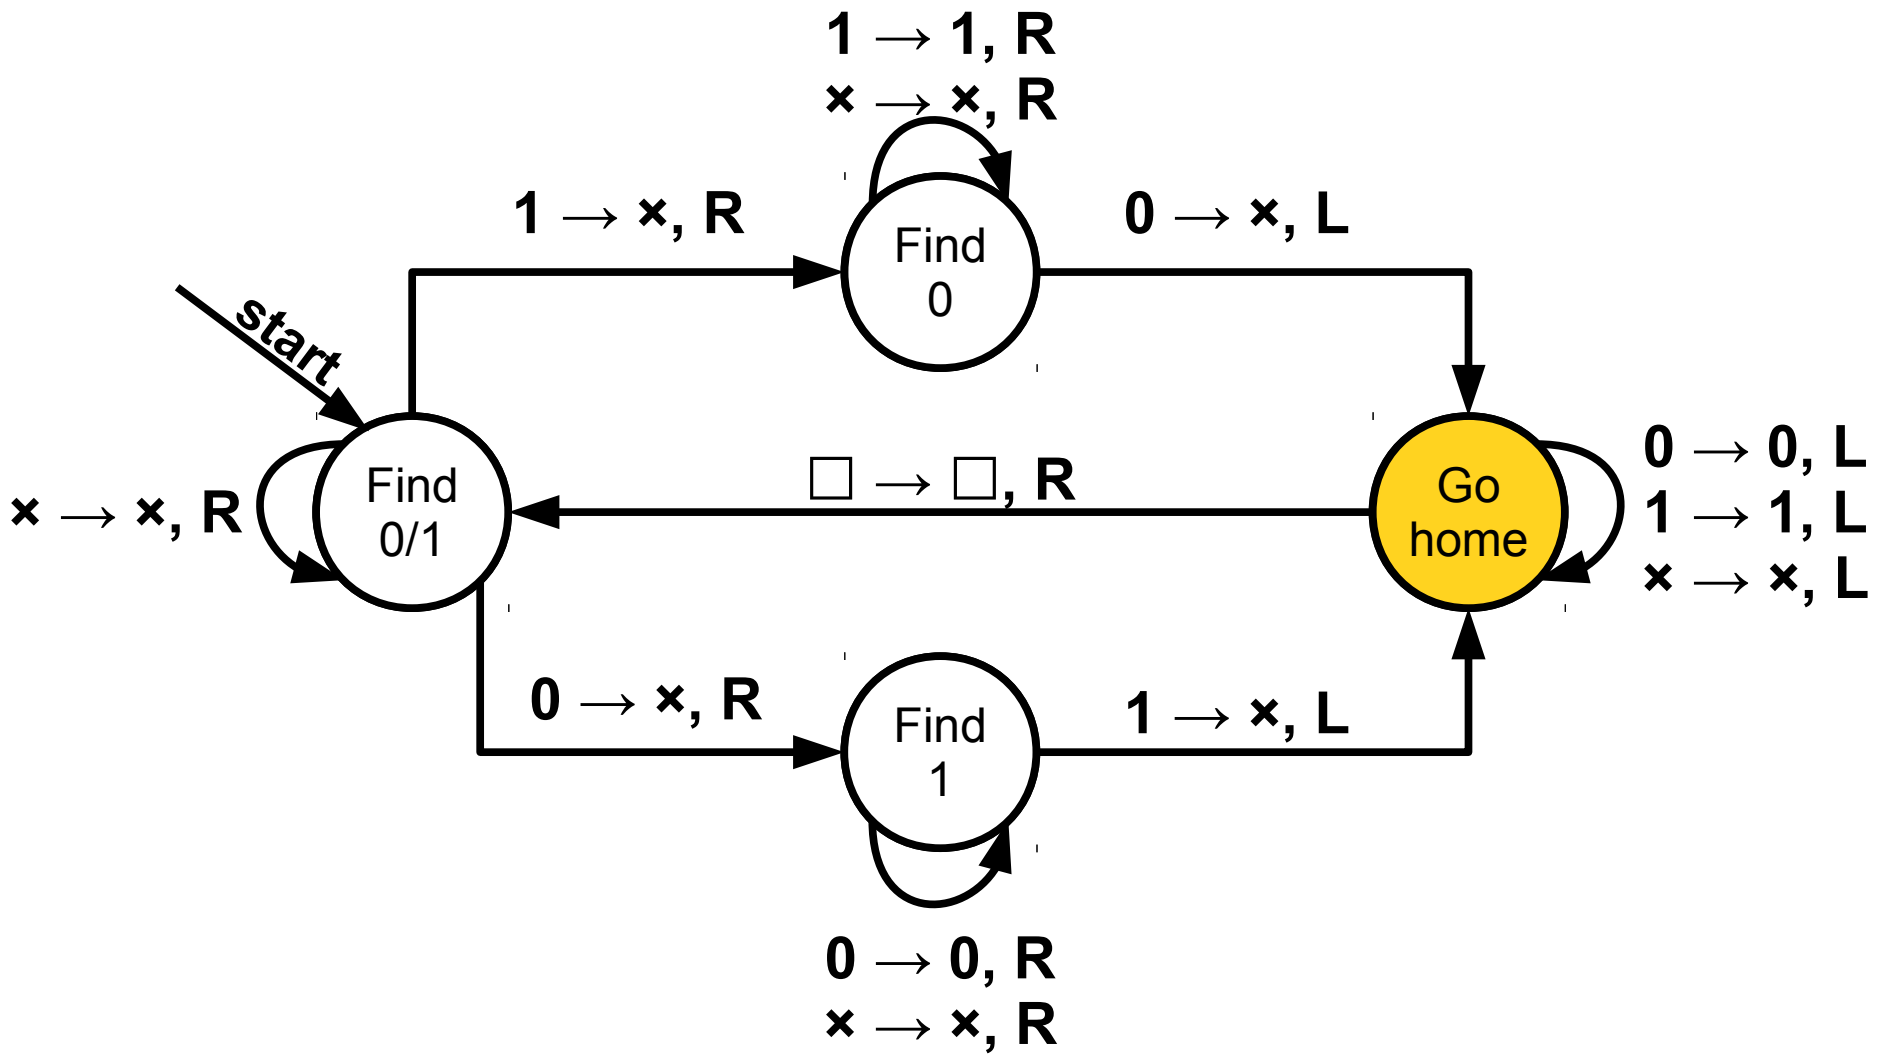 1 → 1, R
× → ×, R
1 → ×, R
Find
0
0 → ×, L
start
Find
0/1
× → ×, R
□ → □, R
Go
home
0 → 0, L
1 → 1, L
× → ×, L
0 → ×, R
Find
1
1 → ×, L
0 → 0, R
× → ×, R